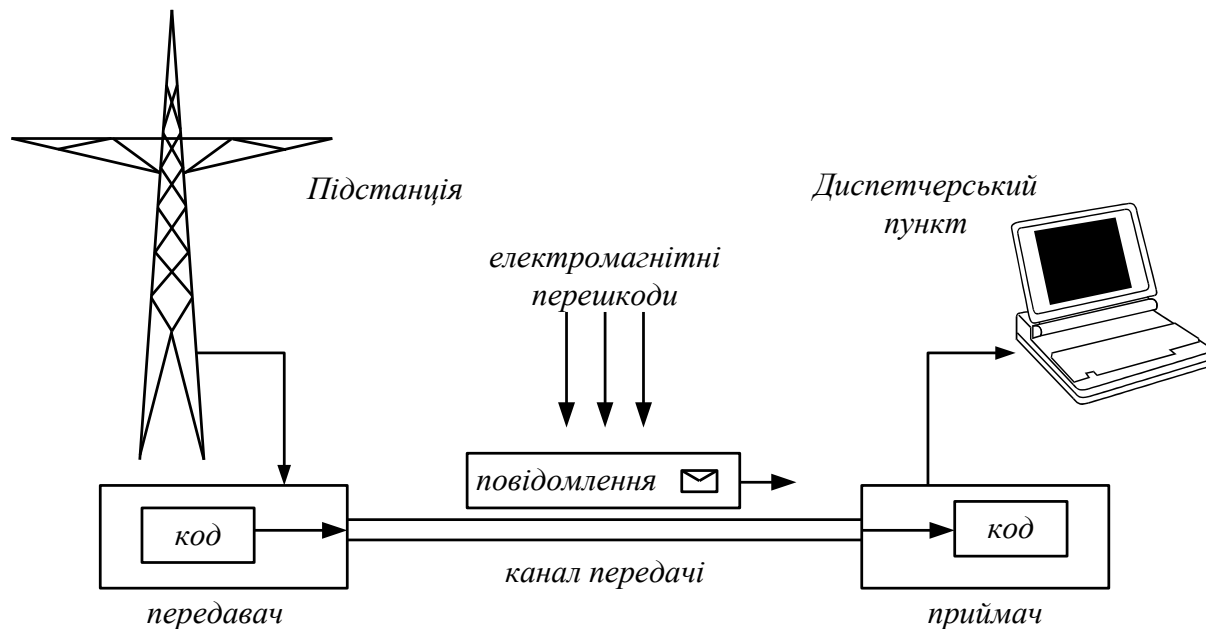 Підстанція
Диспетчерський
пункт
електромагнітні
перешкоди
повідомлення
код
код
канал передачі
передавач
приймач